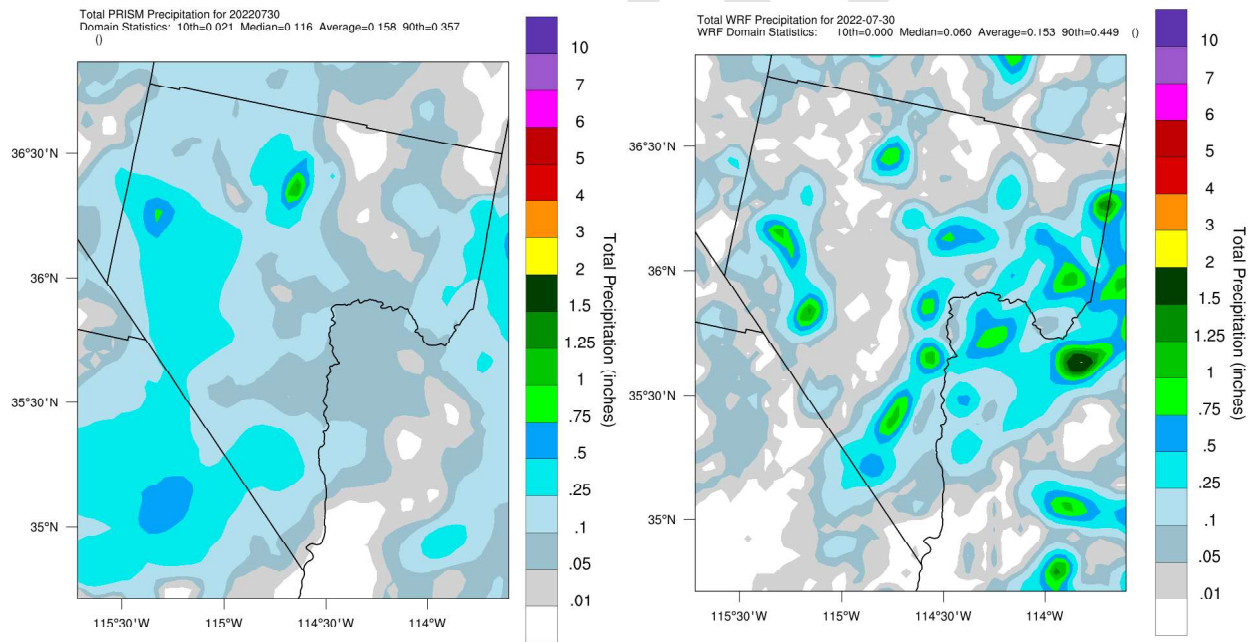 Total PRISM Precipitation for 20220730
Domain Statistics: 10th=0.021 Median=0.116 Average=0.158 90th=0.357
()
36°30'N
36°N
35°30'N
35°N
115°30'W
115°W
114°30'W
114°W
10
7
6
5
4
3
2
1.5
1.25
1
.75
.5
.25
.1
.05
.01
Total Precipitation (inches)
Total WRF Precipitation for 2022-07-30
WRF Domain Statistics: 10th=0.000 Median=0.060 Average=0.153 90th=0.449 ()
36°30'N
36°N
35°30'N
35°N
115°30'W
115°W
114°30'W
114°W
10
7
6
5
4
3
2
1.5
1.25
1
.75
.5
.25
.1
.05
.01
Total Precipitation (inches)